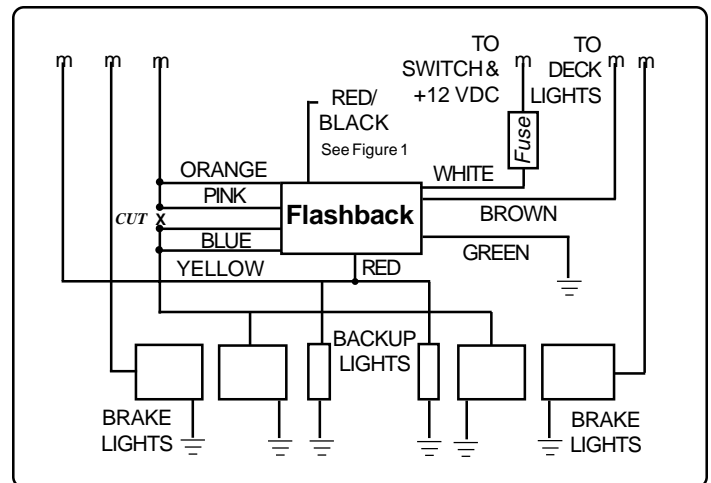 m
m
m
TO
SWITCH &
+12 VDC
m
TO
DECK
LIGHTS
m
m
RED/
BLACK
See Figure 1
Fuse
ORANGE
PINK
CUT X
BLUE
YELLOW
Flashback
WHITE
BROWN
GREEN
RED
BACKUP
LIGHTS
BRAKE
LIGHTS
BRAKE
LIGHTS